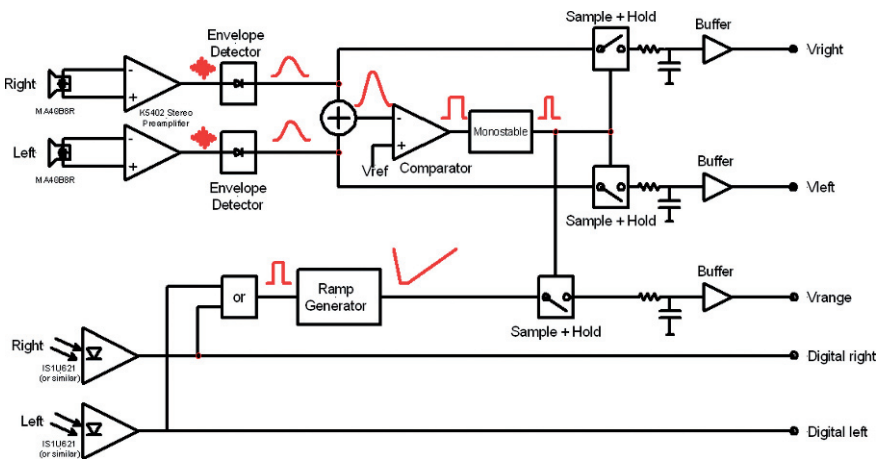 Sample + Hold
Buffer
Vright
Envelope
Detector
Right
MA40B8R
K5402 Stereo
Preamplifier
Monostable
Left
MA40B8R
Vref
Comparator
Envelope
Detector
Buffer
Vleft
Sample + Hold
or
Ramp
Generator
Buffer
Vrange
Sample + Hold
Right
IS1U621
(or similar)
Digital right
Left
IS1U621
(or similar)
Digital left